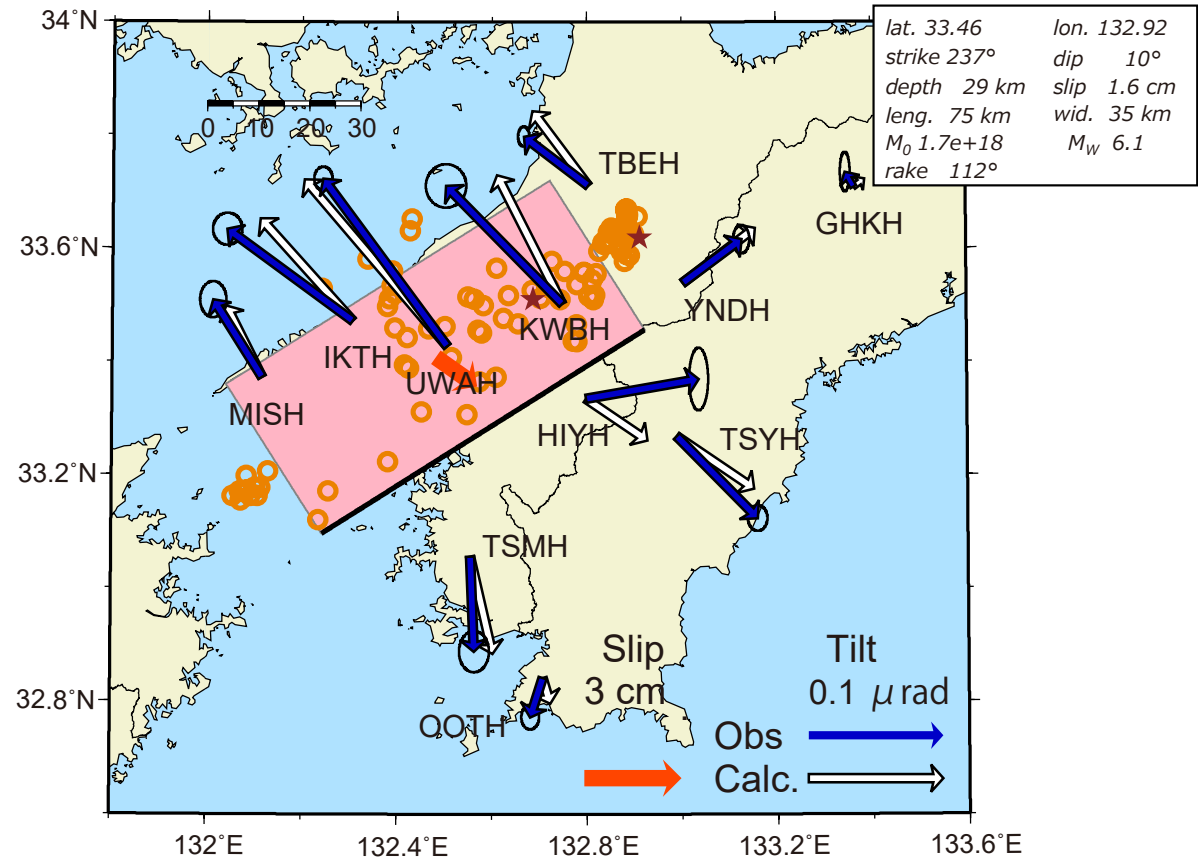 34°N
lat. 33.46 lon. 132.92
strike 237° dip 10°
depth 29 km slip 1.6 cm
leng. 75 km wid. 35 km
M0 1.7e+18 MW 6.1
rake 112°
0 10 20 30
TBEH
GHKH
33.6°N
YNDH
KWBH
IKTH
UWAH
MISH
HIYH
TSYH
33.2°N
TSMH
Slip Tilt
3 cm 0.1 μ rad
32.8°N
OOTH
Obs
Calc.
132°E 132.4°E 132.8°E 133.2°E 133.6°E